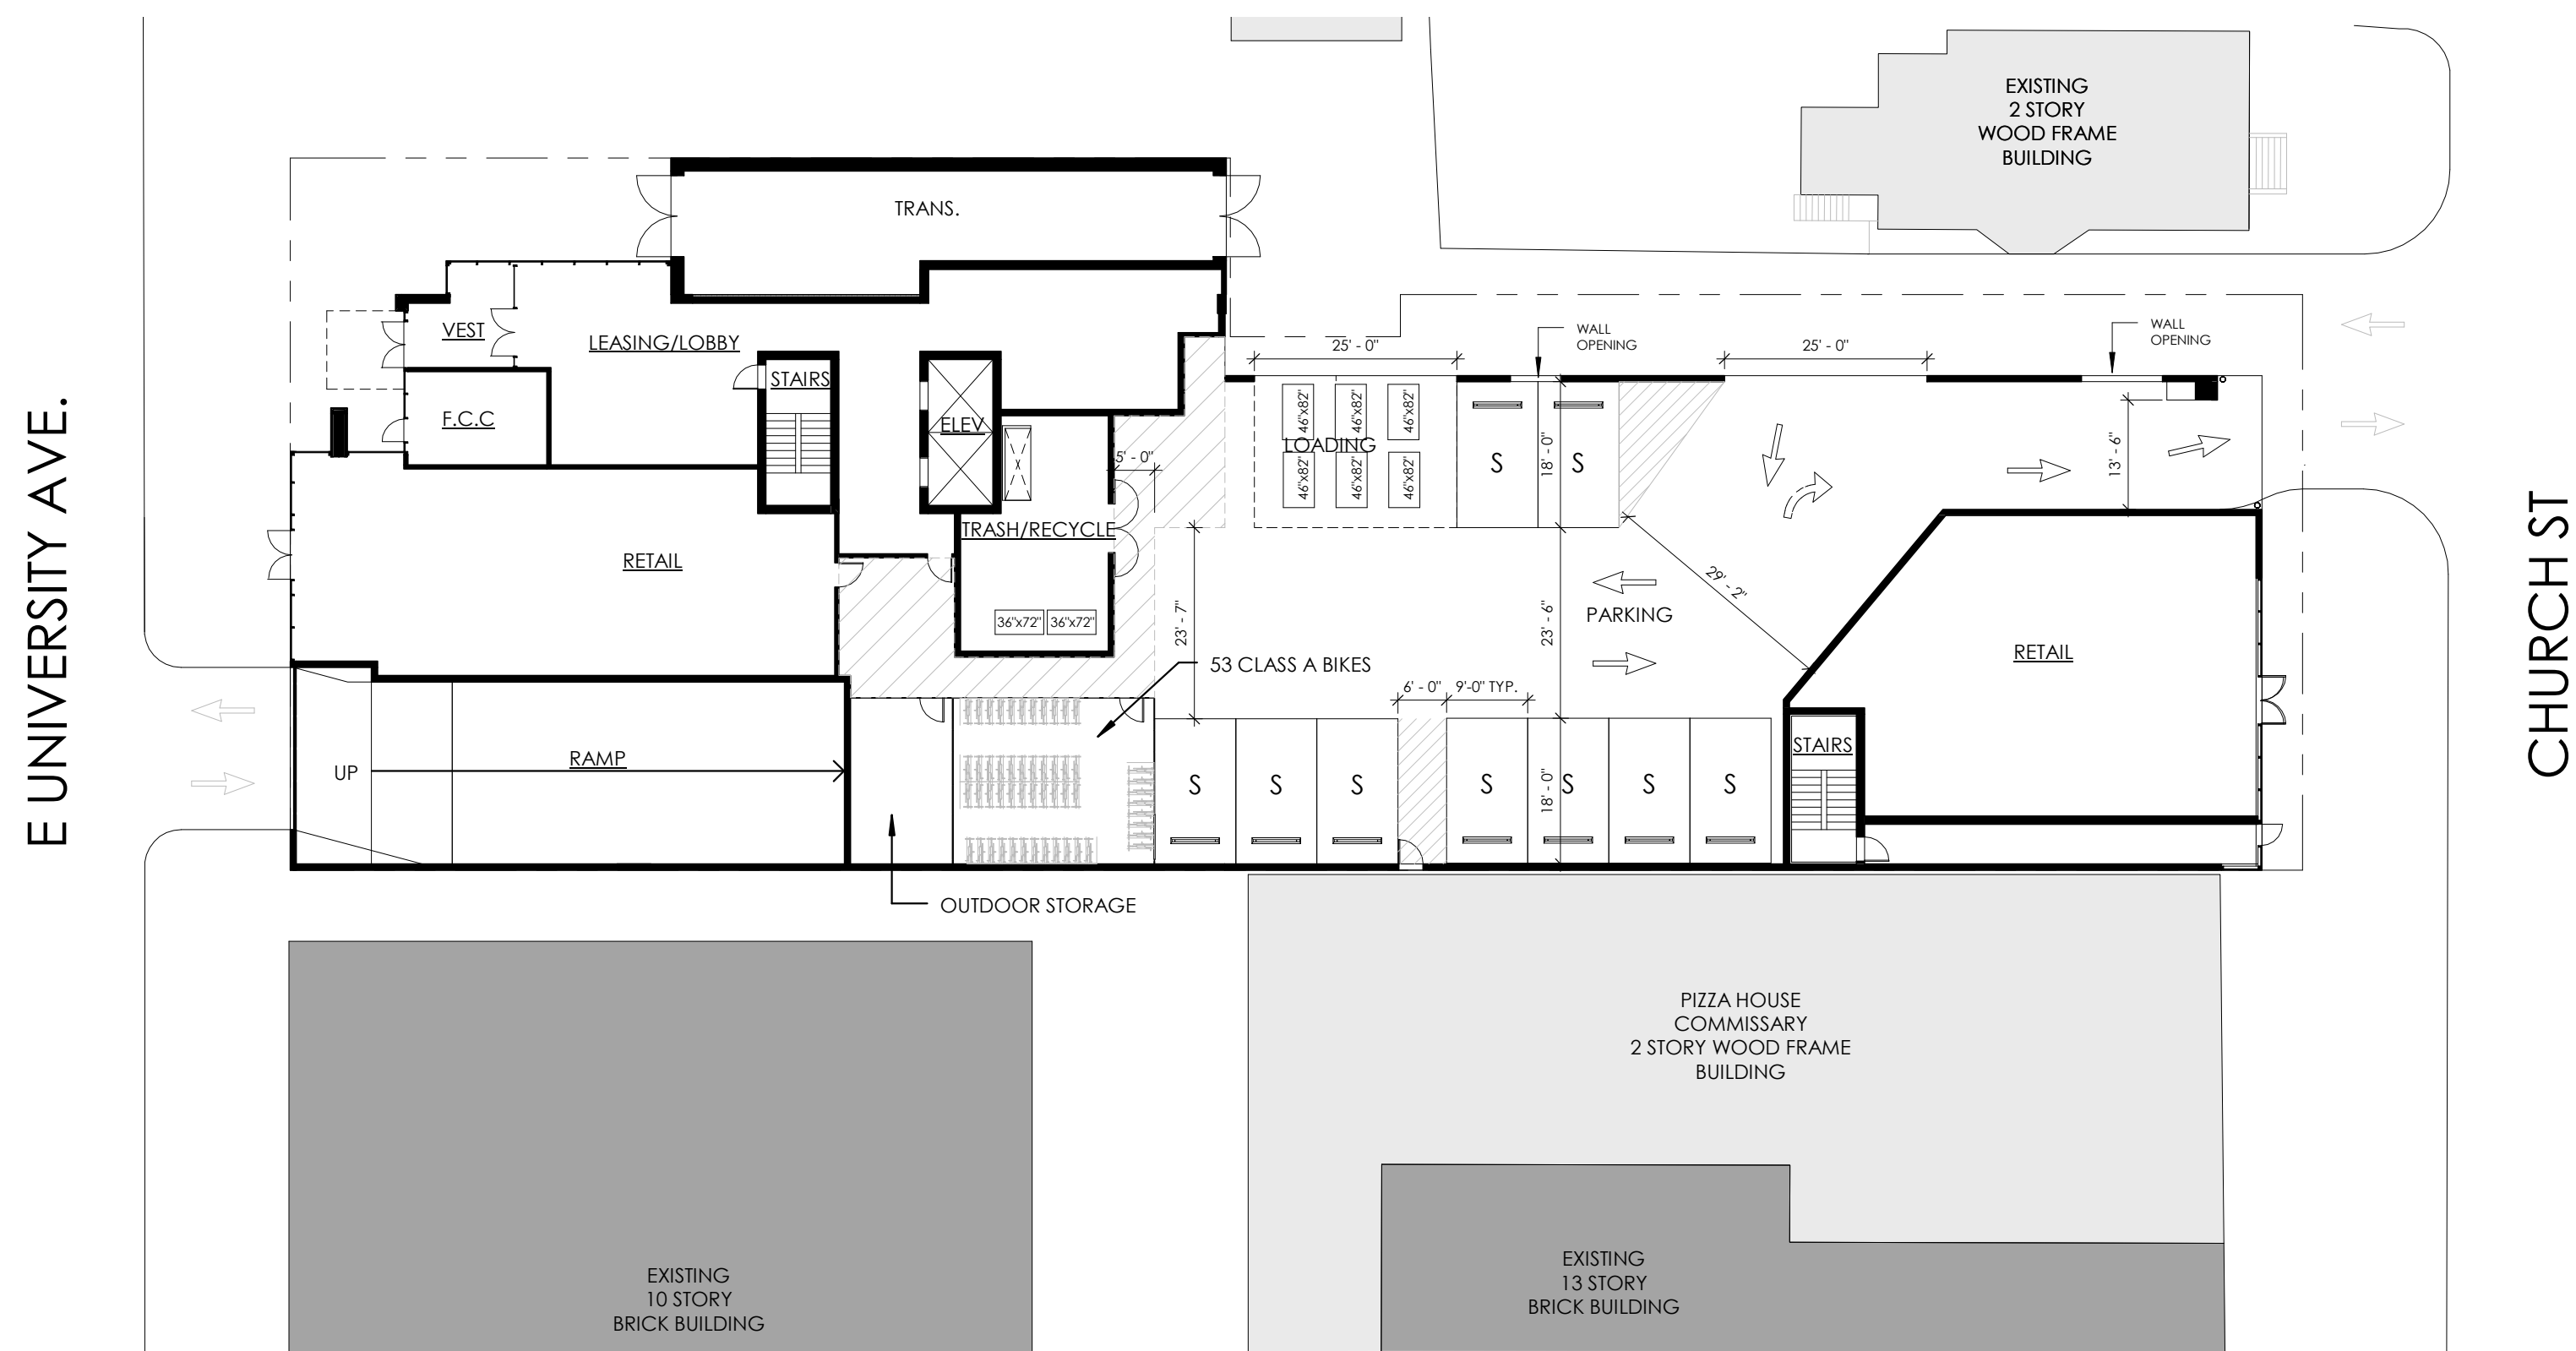 EXISTING
2 STORY
WOOD FRAME
BUILDING
TRANS.
VEST
LEASING/LOBBY
WALL
OPENING
WALL
OPENING
25' - 0"
25' - 0"
STAIRS
F.C.C
ELEV
46"x82"
46"x82"
46"x82"
LOADING
46"x82"
46"x82"
46"x82"
S
18' - 0"
S
5' - 0"
13' - 6"
TRASH/RECYCLE
RETAIL
29' - 2"
36"x72"
36"x72"
23' - 7"
23' - 6"
PARKING
RETAIL
53 CLASS A BIKES
6' - 0"
9'-0" TYP.
UP
RAMP
STAIRS
S
S
S
S
18' - 0"
S
S
S
OUTDOOR STORAGE
E UNIVERSITY AVE.
CHURCH ST
PIZZA HOUSE
COMMISSARY
2 STORY WOOD FRAME
BUILDING
EXISTING
10 STORY
BRICK BUILDING
EXISTING
13 STORY
BRICK BUILDING